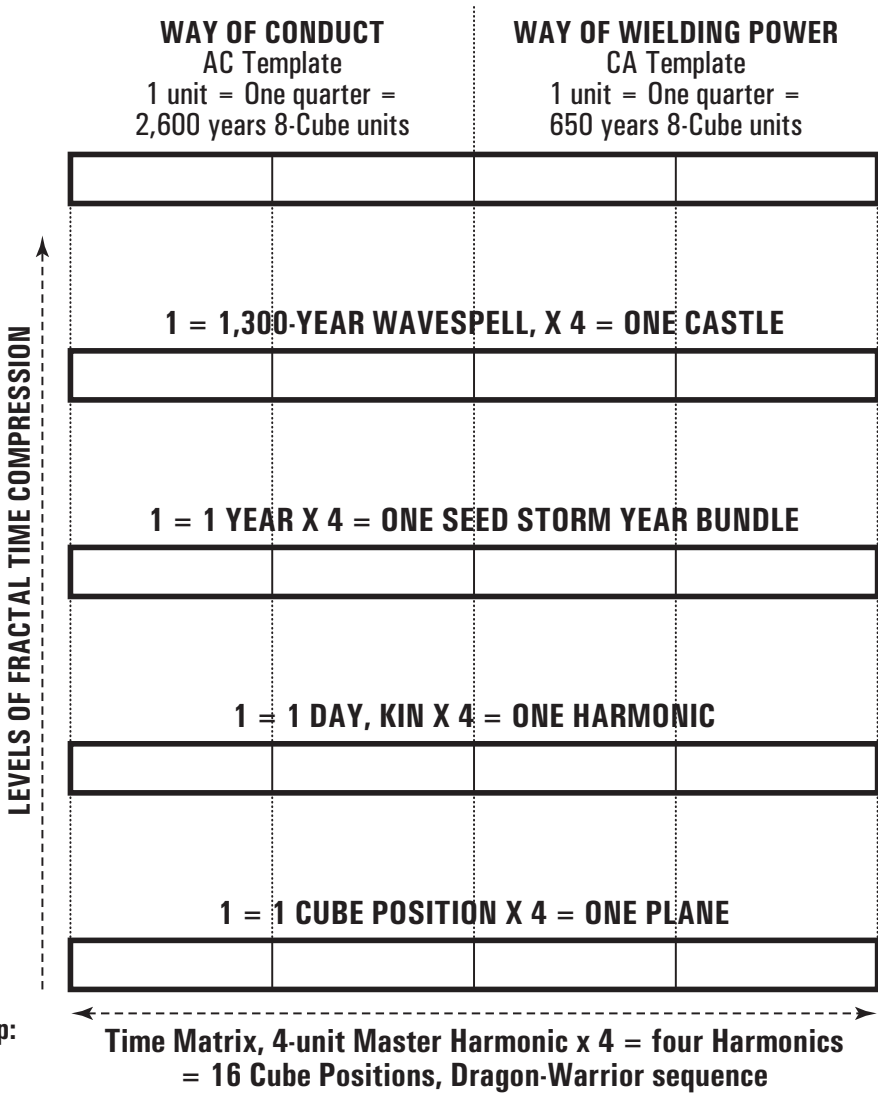 WAY OF CONDUCT
AC Template
1 unit = One quarter =
2,600 years 8-Cube units
WAY OF WIELDING POWER
CA Template
1 unit = One quarter =
650 years 8-Cube units
LEVELS OF FRACTAL TIME COMPRESSION
1 = 1,300-YEAR WAVESPELL, X 4 = ONE CASTLE
1 = 1 YEAR X 4 = ONE SEED STORM YEAR BUNDLE
1 = 1 DAY, KIN X 4 = ONE HARMONIC
1 = 1 CUBE POSITION X 4 = ONE PLANE
p:
Time Matrix, 4-unit Master Harmonic x 4 = four Harmonics
= 16 Cube Positions, Dragon-Warrior sequence